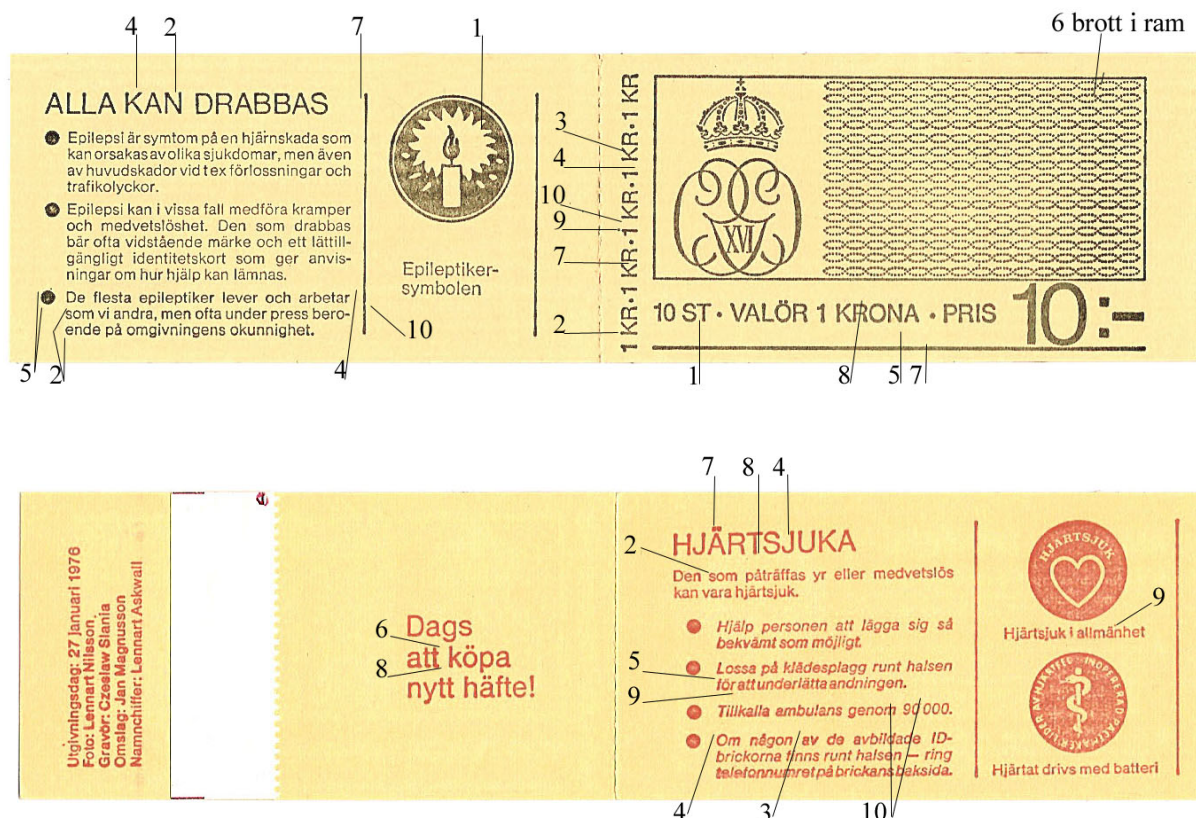 4 2 7 1 6 brott i ram
ALLA KAN DRABBAS
Epilepsi är symtom på en hjärnskada som
kan orsakas av olika sjukdomar, men även
av huvudskador vid t ex förlossningar och
trafikolyckor.
Epilepsi kan i vissa fall medföra kramper
och medvetslöshet. Den som drabbas
bär ofta vidstående märke och ett lättill-
gängligt identitetskort som ger anvis-
ningar om hur hjälp kan lämnas.
De flesta epileptiker lever och arbetar
som vi andra, men ofta under press bero-
ende på omgivningens okunnighet.
5 2 4 10
Epileptiker-
symbolen
3
4
10
9
7
2
1 KR·1 KR·1 KR·1 KR·1 KR
XVI
10 ST · VALÖR 1 KRONA · PRIS 10:-
1 8 5 7
Utgivningsdag: 27 januari 1976
Foto: Lennart Nilsson,
Gravör: Czeslaw Slania
Omslag: Jan Magnusson
Namnchiffer: Lennart Askwall
6
8
Dags
att köpa
nytt häfte!
7 8 4
2
HJÄRTSJUKA
Den som påträffas yr eller medvetslös
kan vara hjärtsjuk.
Hjälp personen att lägga sig så
bekvämt som möjligt.
5
Lossa på klädesplagg runt halsen
för att underlätta andningen.
9
Tillkalla ambulans genom 90 000.
Om någon av de avbildade ID-
brickorna finns runt halsen — ring
telefonnumret på brickans baksida.
4 3 10
HJÄRTSJUK
9
Hjärtsjuk i allmänhet
Hjärtat drivs med batteri